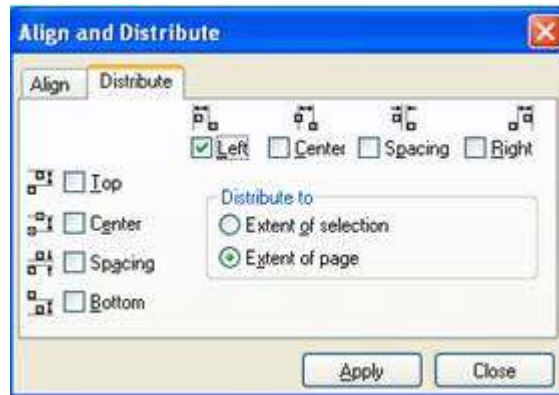 Align and Distribute
Align Distribute
Left Center Spacing Right
Top
Distribute to
Extent of selection
Center
Extent of page
Spacing
Bottom
Apply Close